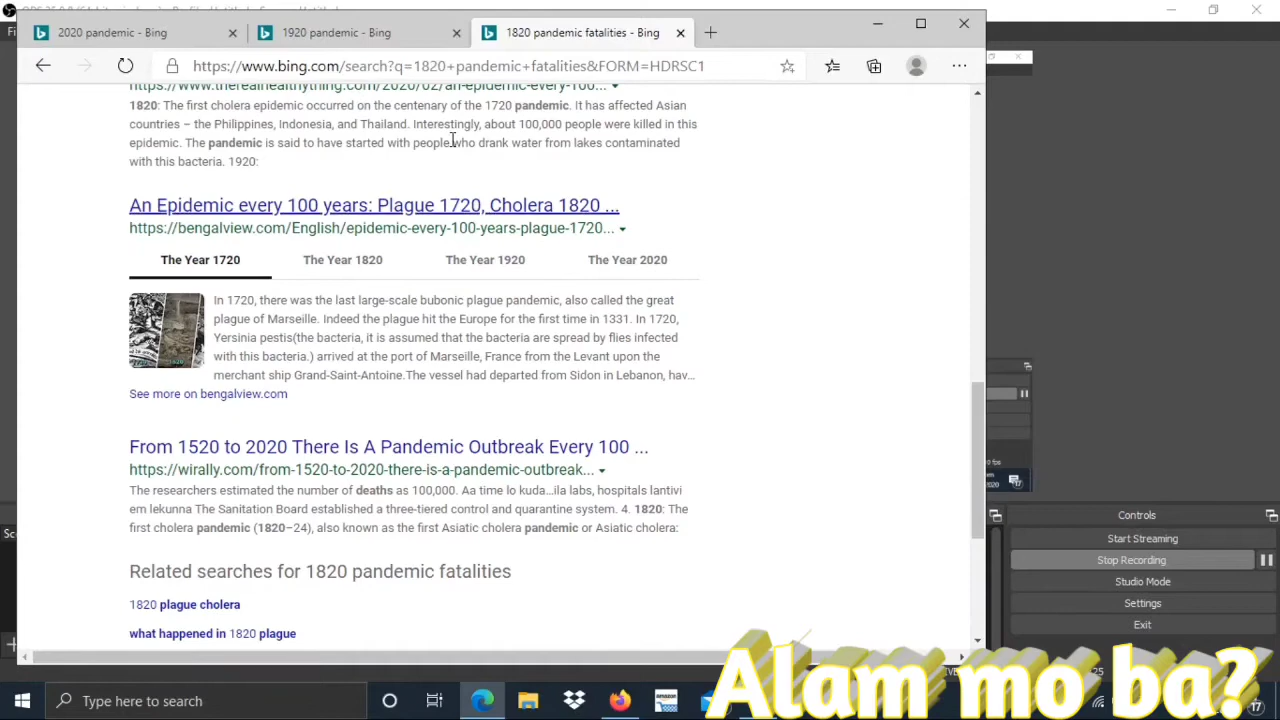 2020 pandemic - Bing
1920 pandemic - Bing
1820 pandemic fatalities - Bing
https://www.bing.com/search?q=1820+pandemic+fatalities&FORM=HDRSC1
https://www.therealhealthything.com/2020/02/an-epidemic-every-100...
1820: The first cholera epidemic occurred on the centenary of the 1720 pandemic. It has affected Asian
countries – the Philippines, Indonesia, and Thailand. Interestingly, about 100,000 people were killed in this
epidemic. The pandemic is said to have started with people who drank water from lakes contaminated
with this bacteria. 1920:
An Epidemic every 100 years: Plague 1720, Cholera 1820 ...
https://bengalview.com/English/epidemic-every-100-years-plague-1720...
The Year 1720
The Year 1820
The Year 1920
The Year 2020
In 1720, there was the last large-scale bubonic plague pandemic, also called the great
plague of Marseille. Indeed the plague hit the Europe for the first time in 1331. In 1720,
Yersinia pestis(the bacteria, it is assumed that the bacteria are spread by flies infected
with this bacteria.) arrived at the port of Marseille, France from the Levant upon the
merchant ship Grand-Saint-Antoine.The vessel had departed from Sidon in Lebanon, hav...
See more on bengalview.com
From 1520 to 2020 There Is A Pandemic Outbreak Every 100 ...
https://wirally.com/from-1520-to-2020-there-is-a-pandemic-outbreak...
The researchers estimated the number of deaths as 100,000. Aa time lo kuda...ila labs, hospitals lantivi
em lekunna The Sanitation Board established a three-tiered control and quarantine system. 4. 1820: The
first cholera pandemic (1820–24), also known as the first Asiatic cholera pandemic or Asiatic cholera:
Related searches for 1820 pandemic fatalities
1820 plague cholera
what happened in 1820 plague
Controls
Start Streaming
Stop Recording
Studio Mode
Settings
Exit
Alam mo ba?
Type here to search
amazon
17